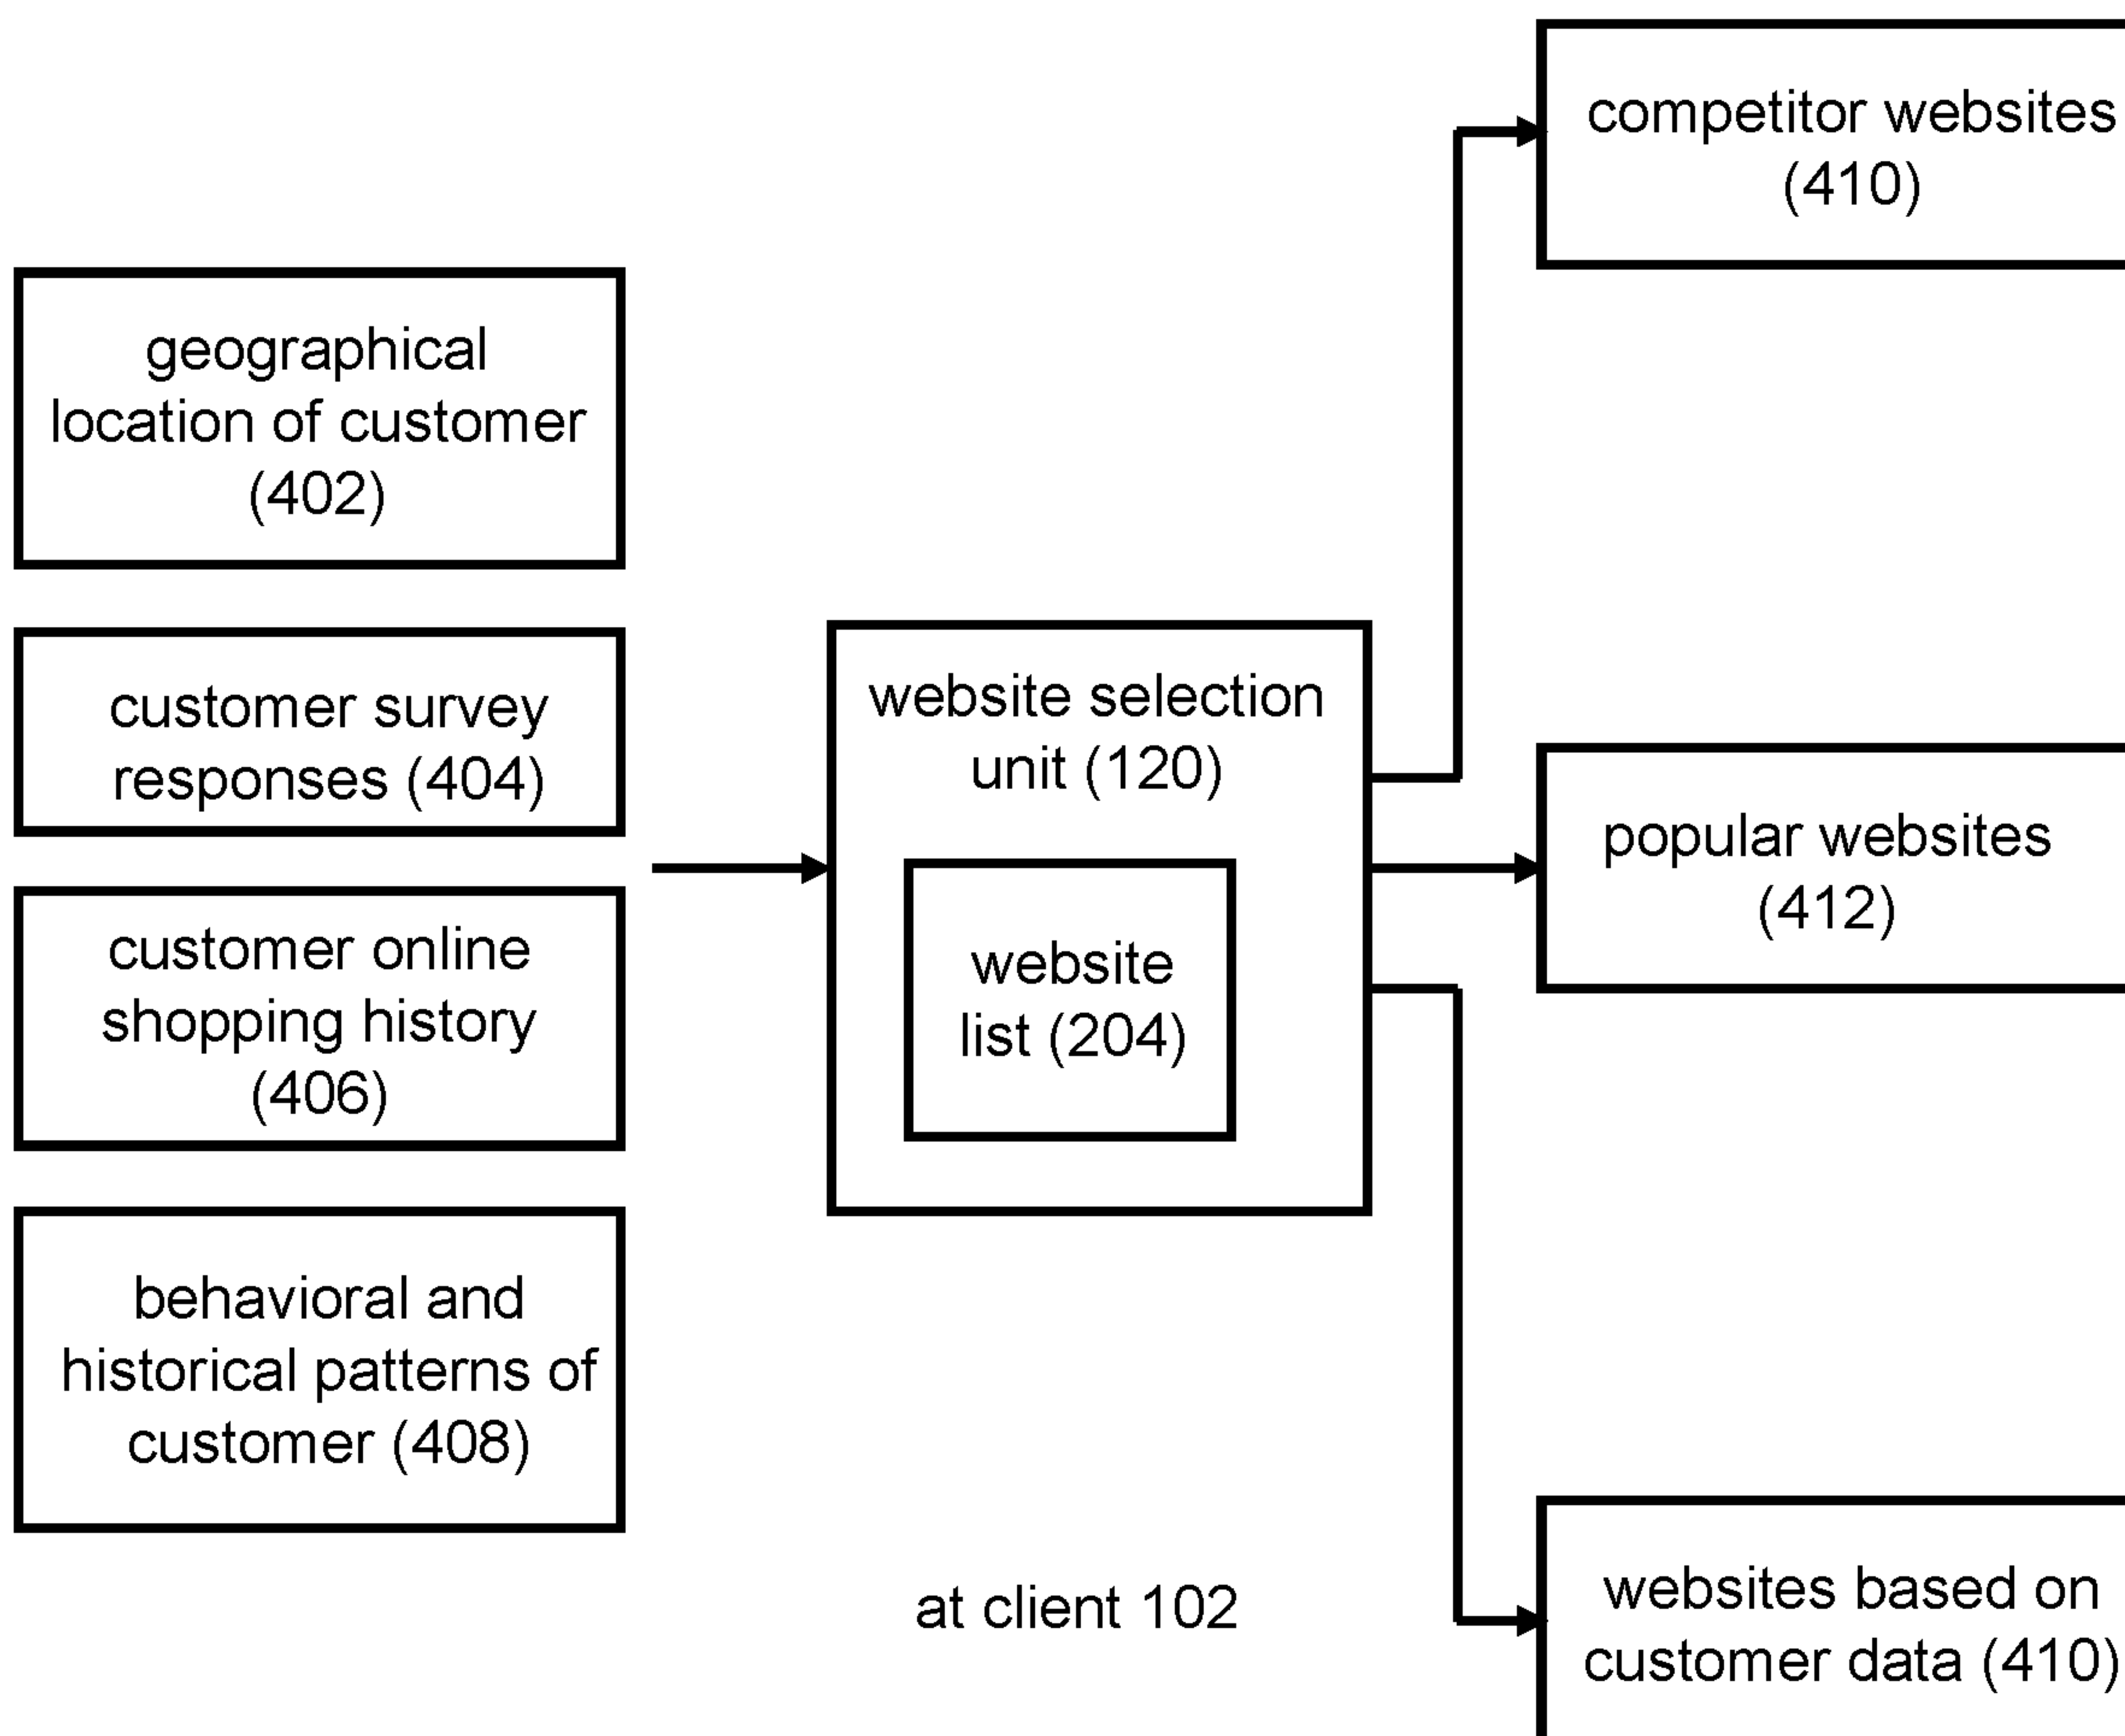 geographical
location of customer
(402)
customer survey
responses (404)
customer online
shopping history
(406)
behavioral and
historical patterns of
customer (408)
website selection
unit (120)
website
list (204)
at client 102
competitor websites
(410)
popular websites
(412)
websites based on
customer data (410)